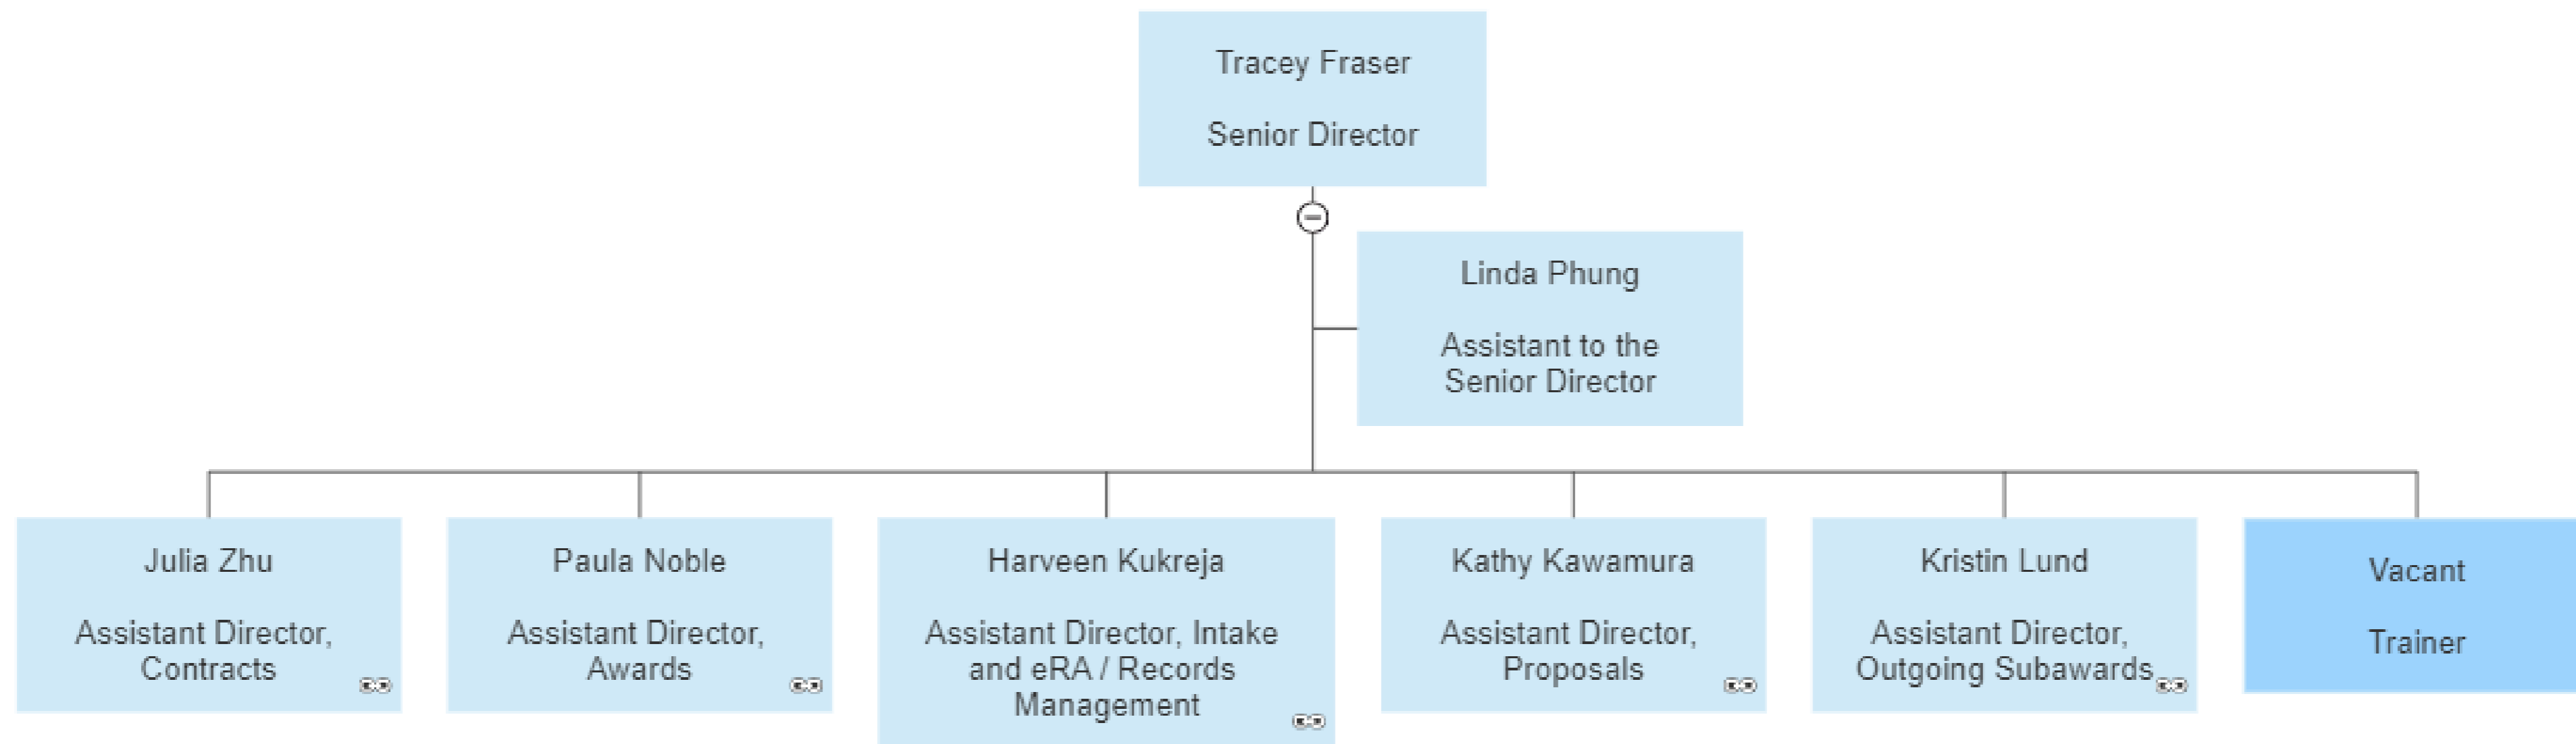 Tracey Fraser
Senior Director
Linda Phung
Assistant to the
Senior Director
Julia Zhu
Assistant Director,
Contracts
Paula Noble
Assistant Director,
Awards
Harveen Kukreja
Assistant Director, Intake
and eRA / Records
Management
Kathy Kawamura
Assistant Director,
Proposals
Kristin Lund
Assistant Director,
Outgoing Subawards
Vacant
Trainer